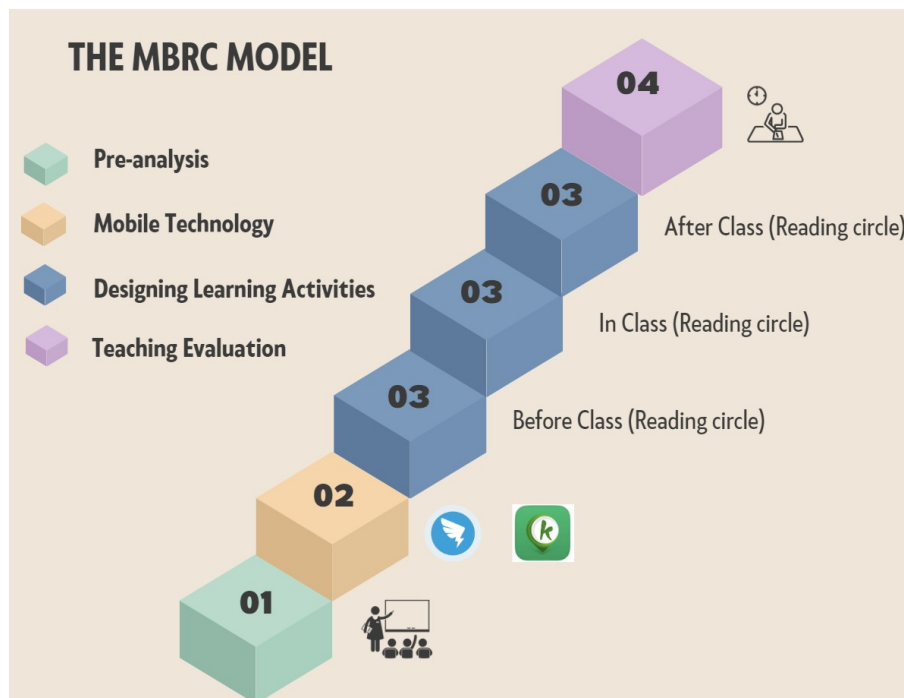 THE MBRC MODEL
Pre-analysis
Mobile Technology
Designing Learning Activities
Teaching Evaluation
04
03
After Class (Reading circle)
03
In Class (Reading circle)
03
Before Class (Reading circle)
02
k
01